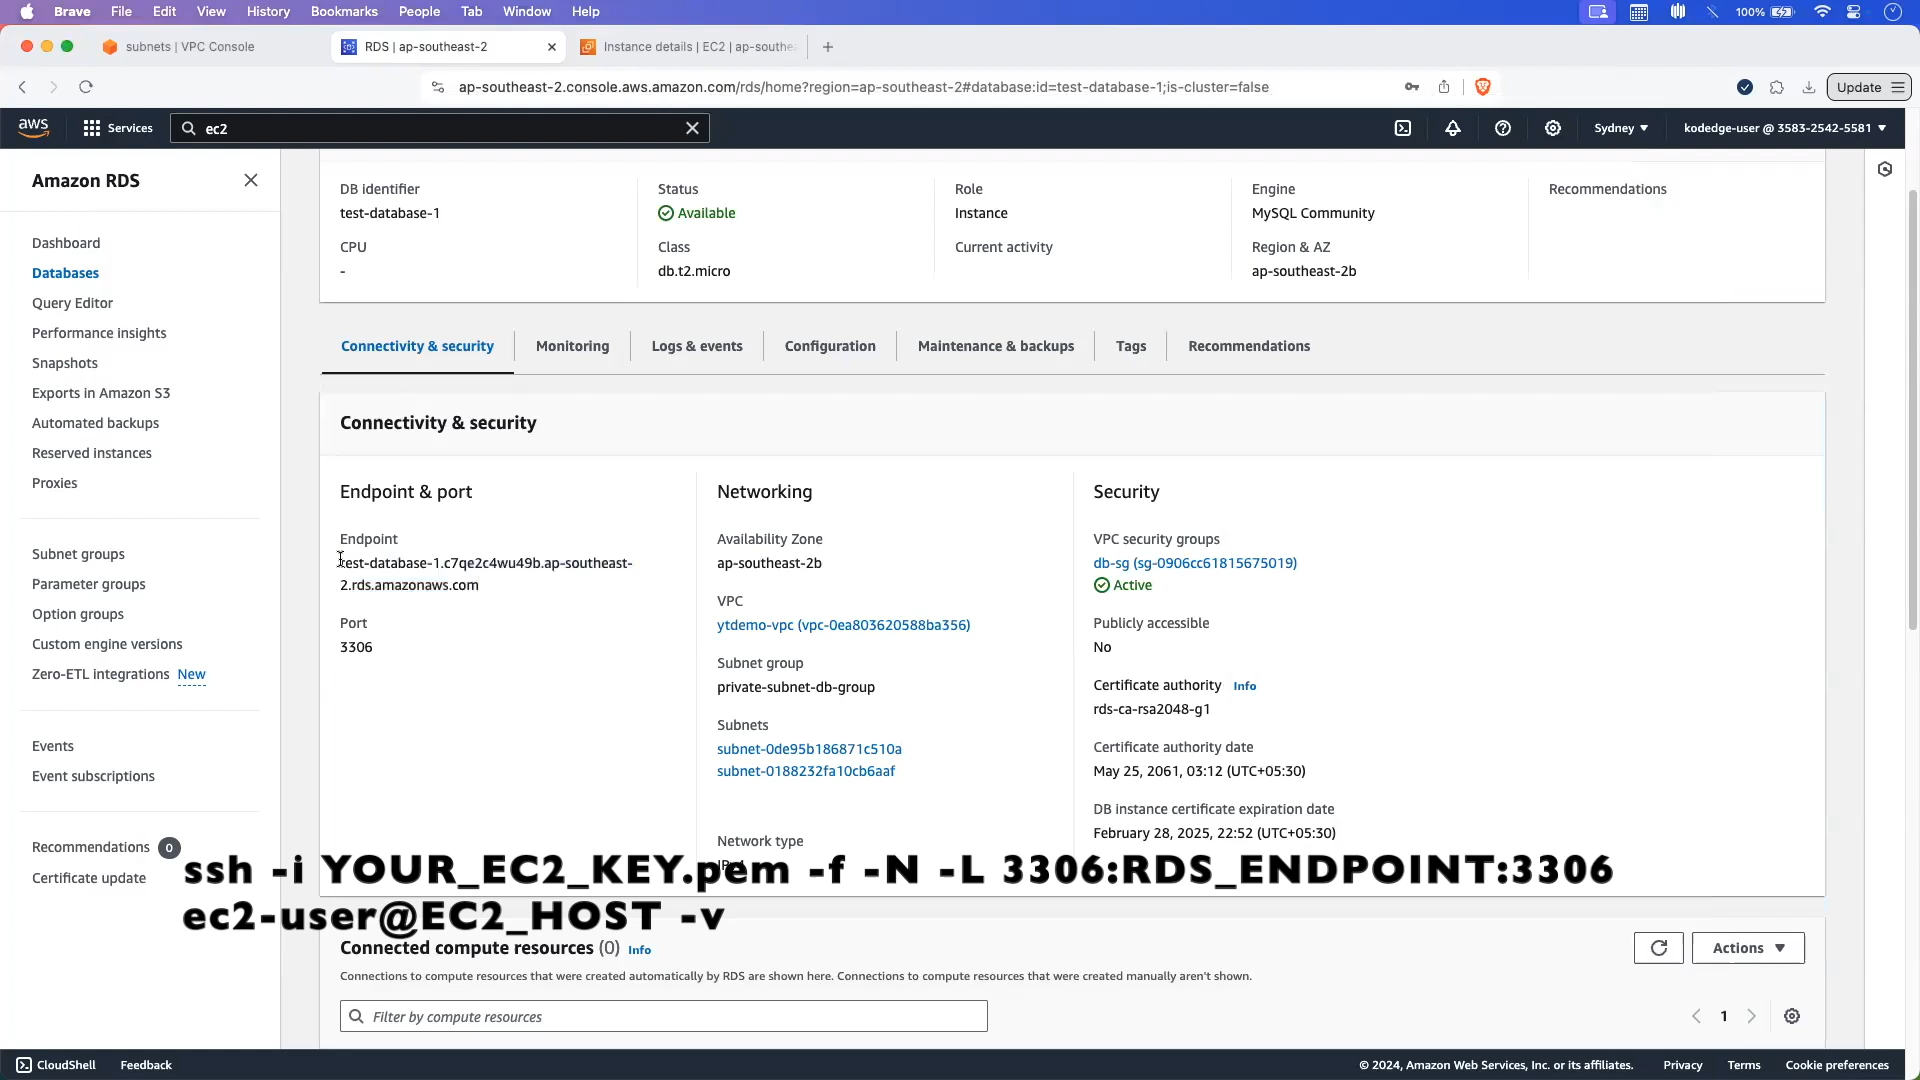 Brave File Edit View History Bookmarks People Tab Window Help 100%
subnets | VPC Console RDS | ap-southeast-2 Instance details | EC2 | ap-southe
ap-southeast-2.console.aws.amazon.com/rds/home?region=ap-southeast-2#database:id=test-database-1;is-cluster=false Update
aws Services ec2 Sydney kodedge-user @ 3583-2542-5581
Amazon RDS
Dashboard
Databases
Query Editor
Performance insights
Snapshots
Exports in Amazon S3
Automated backups
Reserved instances
Proxies
Subnet groups
Parameter groups
Option groups
Custom engine versions
Zero-ETL integrations New
Events
Event subscriptions
Recommendations 0
Certificate update
DB identifier
test-database-1
CPU
-
Status
Available
Class
db.t2.micro
Role
Instance
Current activity
Engine
MySQL Community
Region & AZ
ap-southeast-2b
Recommendations
Connectivity & security Monitoring Logs & events Configuration Maintenance & backups Tags Recommendations
Connectivity & security
Endpoint & port
Endpoint
test-database-1.c7qe2c4wu49b.ap-southeast-
2.rds.amazonaws.com
Port
3306
Networking
Availability Zone
ap-southeast-2b
VPC
ytdemo-vpc (vpc-0ea803620588ba356)
Subnet group
private-subnet-db-group
Subnets
subnet-0de95b186871c510a
subnet-0188232fa10cb6aaf
Network type
Security
VPC security groups
db-sg (sg-0906cc61815675019)
Active
Publicly accessible
No
Certificate authority Info
rds-ca-rsa2048-g1
Certificate authority date
May 25, 2061, 03:12 (UTC+05:30)
DB instance certificate expiration date
February 28, 2025, 22:52 (UTC+05:30)
ssh -i YOUR_EC2_KEY.pem -f -N -L 3306:RDS_ENDPOINT:3306
ec2-user@EC2_HOST -v
Connected compute resources (0) Info
Actions
Connections to compute resources that were created automatically by RDS are shown here. Connections to compute resources that were created manually aren't shown.
Filter by compute resources
1
CloudShell Feedback © 2024, Amazon Web Services, Inc. or its affiliates. Privacy Terms Cookie preferences